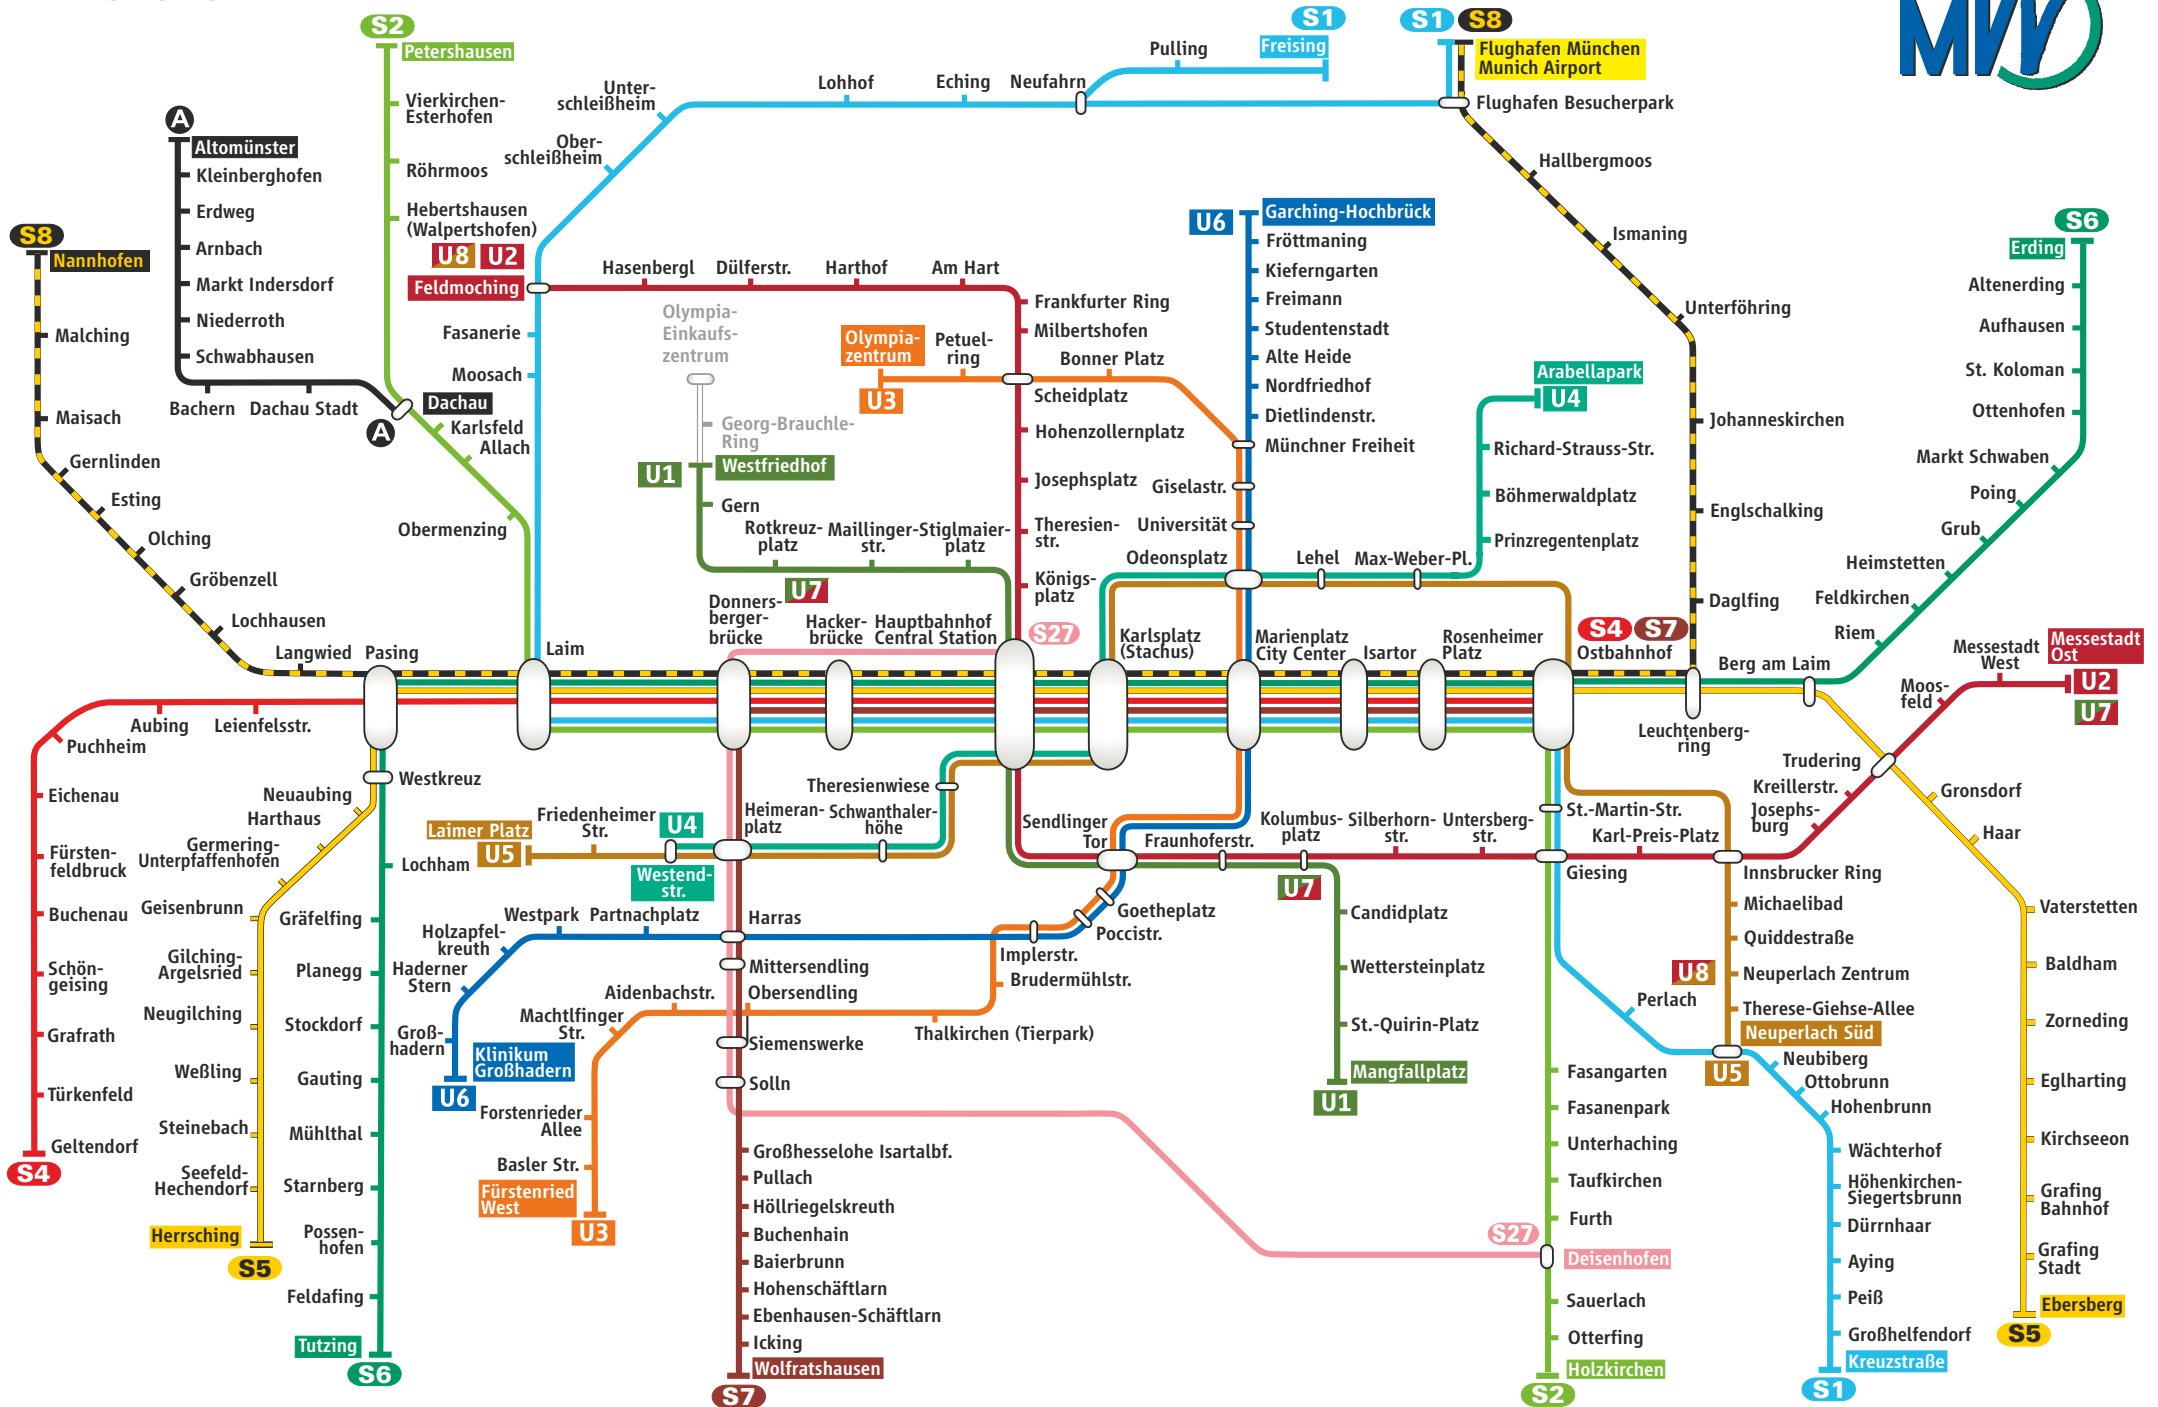 S2
Petershausen
Vierkirchen-
Esterhofen
Röhrmoos
Hebertshausen
(Walpertshofen)
U8 U2
Feldmoching
Fasanerie
Moosach
A
Altomünster
Kleinberghofen
Erdweg
Arnbach
Markt Indersdorf
Niederroth
Schwabhausen
Bachern
Dachau Stadt
A
Dachau
Karlsfeld
Allach
Obermenzing
S8
Nannhofen
Malching
Maisach
Gernlinden
Esting
Olching
Gröbenzell
Lochhausen
Langwied
Pasing
Laim
Unter-
schleißheim
Ober-
schleißheim
Lohhof
Eching
Neufahrn
Pulling
S1
Freising
S1 S8
Flughafen München
Munich Airport
Flughafen Besucherpark
MVV
Hallbergmoos
Ismaning
Unterföhring
Johanneskirchen
Englschalking
Daglfing
S6
Erding
Altenerding
Aufhausen
St. Koloman
Ottenhofen
Markt Schwaben
Poing
Grub
Heimstetten
Feldkirchen
Riem
Berg am Laim
Hasenbergl
Dülferstr.
Harthof
Am Hart
Frankfurter Ring
Milbertshofen
Olympia-
Einkaufs-
zentrum
Georg-Brauchle-
Ring
Olympia-
zentrum
U3
Petuel-
ring
Bonner Platz
Scheidplatz
Hohenzollernplatz
Josephsplatz
Theresien-
str.
Königs-
platz
U1
Westfriedhof
Gern
Rotkreuz-
platz
Maillinger-
str.
Stiglmaier-
platz
U7
U6
Garching-Hochbrück
Fröttmaning
Kieferngarten
Freimann
Studentenstadt
Alte Heide
Nordfriedhof
Dietlindenstr.
Münchner Freiheit
Giselastr.
Universität
Odeonsplatz
Lehel
Max-Weber-Pl.
Arabellapark
U4
Richard-Strauss-Str.
Böhmerwaldplatz
Prinzregentenplatz
Donners-
berger-
brücke
Hacker-
brücke
Hauptbahnhof
Central Station
S27
Karlsplatz
(Stachus)
Marienplatz
City Center
Isartor
Rosenheimer
Platz
S4 S7
Ostbahnhof
Leuchtenberg-
ring
Messestadt
West
Messestadt
Ost
U2
U7
Moos-
feld
Trudering
Kreillerstr.
Josephs-
burg
Gronsdorf
Haar
Vaterstetten
Baldham
Zorneding
Eglharting
Kirchseeon
Grafing
Bahnhof
Grafing
Stadt
Ebersberg
S5
Aubing
Leienfelsstr.
Puchheim
Eichenau
Fürsten-
feldbruck
Buchenau
Schön-
geising
Grafrath
Türkenfeld
Geltendorf
S4
Westkreuz
Neuaubing
Harthaus
Germering-
Unterpfaffenhofen
Geisenbrunn
Gilching-
Argelsried
Neugilching
Weßling
Steinebach
Seefeld-
Hechendorf
Herrsching
S5
Lochham
Gräfelfing
Planegg
Stockdorf
Gauting
Mühlthal
Starnberg
Possen-
hofen
Feldafing
Tutzing
S6
Laimer Platz
U5
Friedenheimer
Str.
U4
Westend-
str.
Heimeran-
platz
Schwanthaler-
höhe
Theresienwiese
Sendlinger
Tor
Fraunhoferstr.
Kolumbus-
platz
U7
Silberhorn-
str.
Untersberg-
str.
Giesing
St.-Martin-Str.
Karl-Preis-Platz
Innsbrucker Ring
Michaelibad
Quiddestraße
U8
Neuperlach Zentrum
Therese-Giehse-Allee
Neuperlach Süd
U5
Perlach
Neubiberg
Ottobrunn
Hohenbrunn
Wächterhof
Höhenkirchen-
Siegertsbrunn
Dürrnhaar
Aying
Peiß
Großhelfendorf
Kreuzstraße
S1
Candidplatz
Wettersteinplatz
St.-Quirin-Platz
Mangfallplatz
U1
Goetheplatz
Poccistr.
Implerstr.
Brudermühlstr.
Thalkirchen (Tierpark)
Obersendling
Aidenbachstr.
Machtlfinger
Str.
Forstenrieder
Allee
Basler Str.
Fürstenried
West
U3
Harras
Partnachplatz
Westpark
Holzapfel-
kreuth
Haderner
Stern
Groß-
hadern
Klinikum
Großhadern
U6
Mittersendling
Siemenswerke
Solln
Großhesselohe Isartalbf.
Pullach
Höllriegelskreuth
Buchenhain
Baierbrunn
Hohenschäftlarn
Ebenhausen-Schäftlarn
Icking
Wolfratshausen
S7
Fasangarten
Fasanenpark
Unterhaching
Taufkirchen
Furth
S27
Deisenhofen
Sauerlach
Otterfing
Holzkirchen
S2